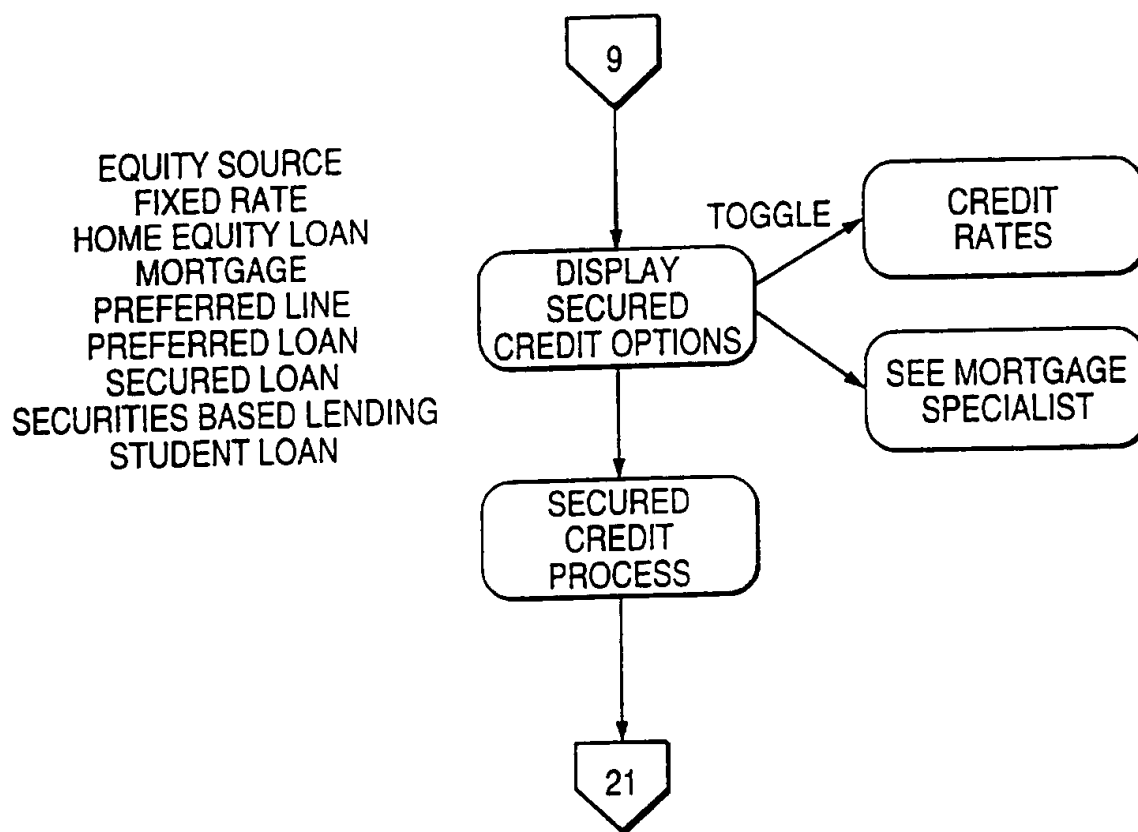 9
EQUITY SOURCE
FIXED RATE
HOME EQUITY LOAN
MORTGAGE
PREFERRED LINE
PREFERRED LOAN
SECURED LOAN
SECURITIES BASED LENDING
STUDENT LOAN
DISPLAY
SECURED
CREDIT OPTIONS
TOGGLE
CREDIT
RATES
SEE MORTGAGE
SPECIALIST
SECURED
CREDIT
PROCESS
21